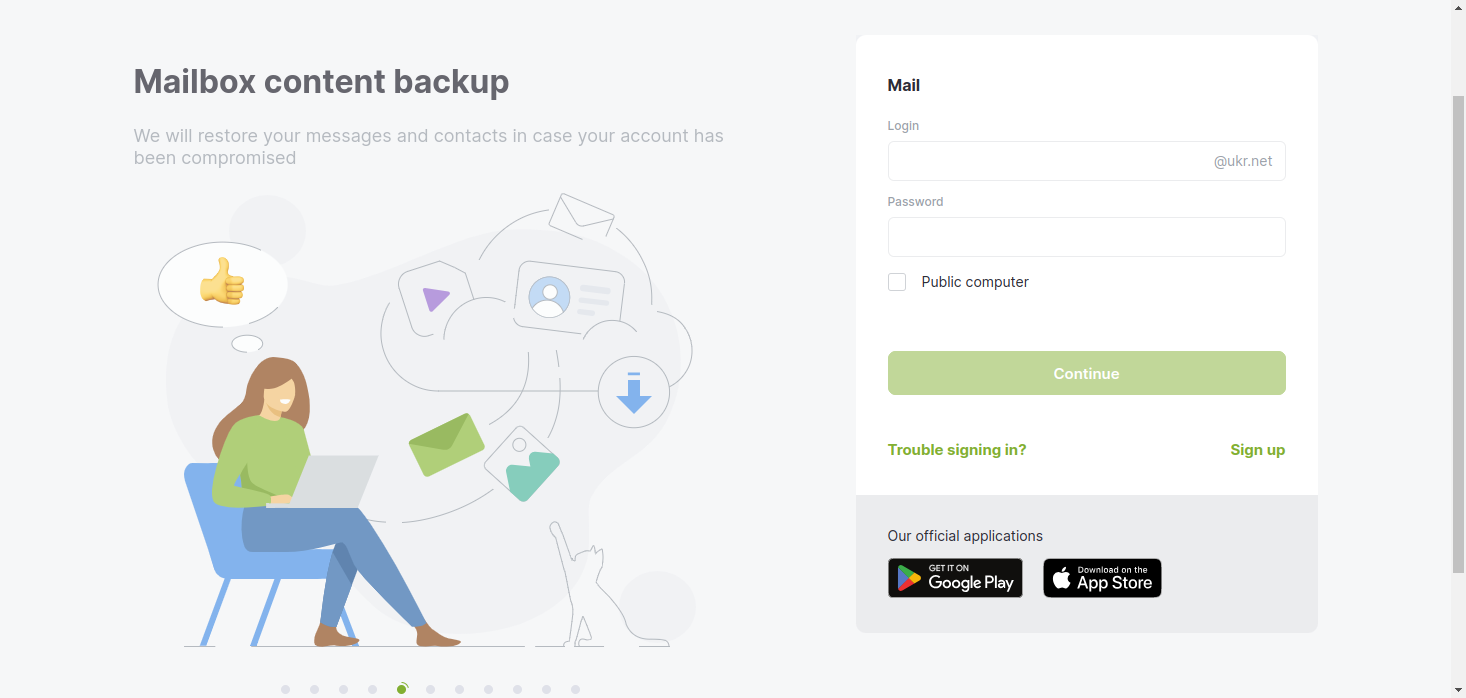 Mailbox content backup
We will restore your messages and contacts in case your account has
been compromised
Mail
Login
@ukr.net
Password
Public computer
Continue
Trouble signing in?
Sign up
Our official applications
GET IT ON
Google Play
Download on the
App Store